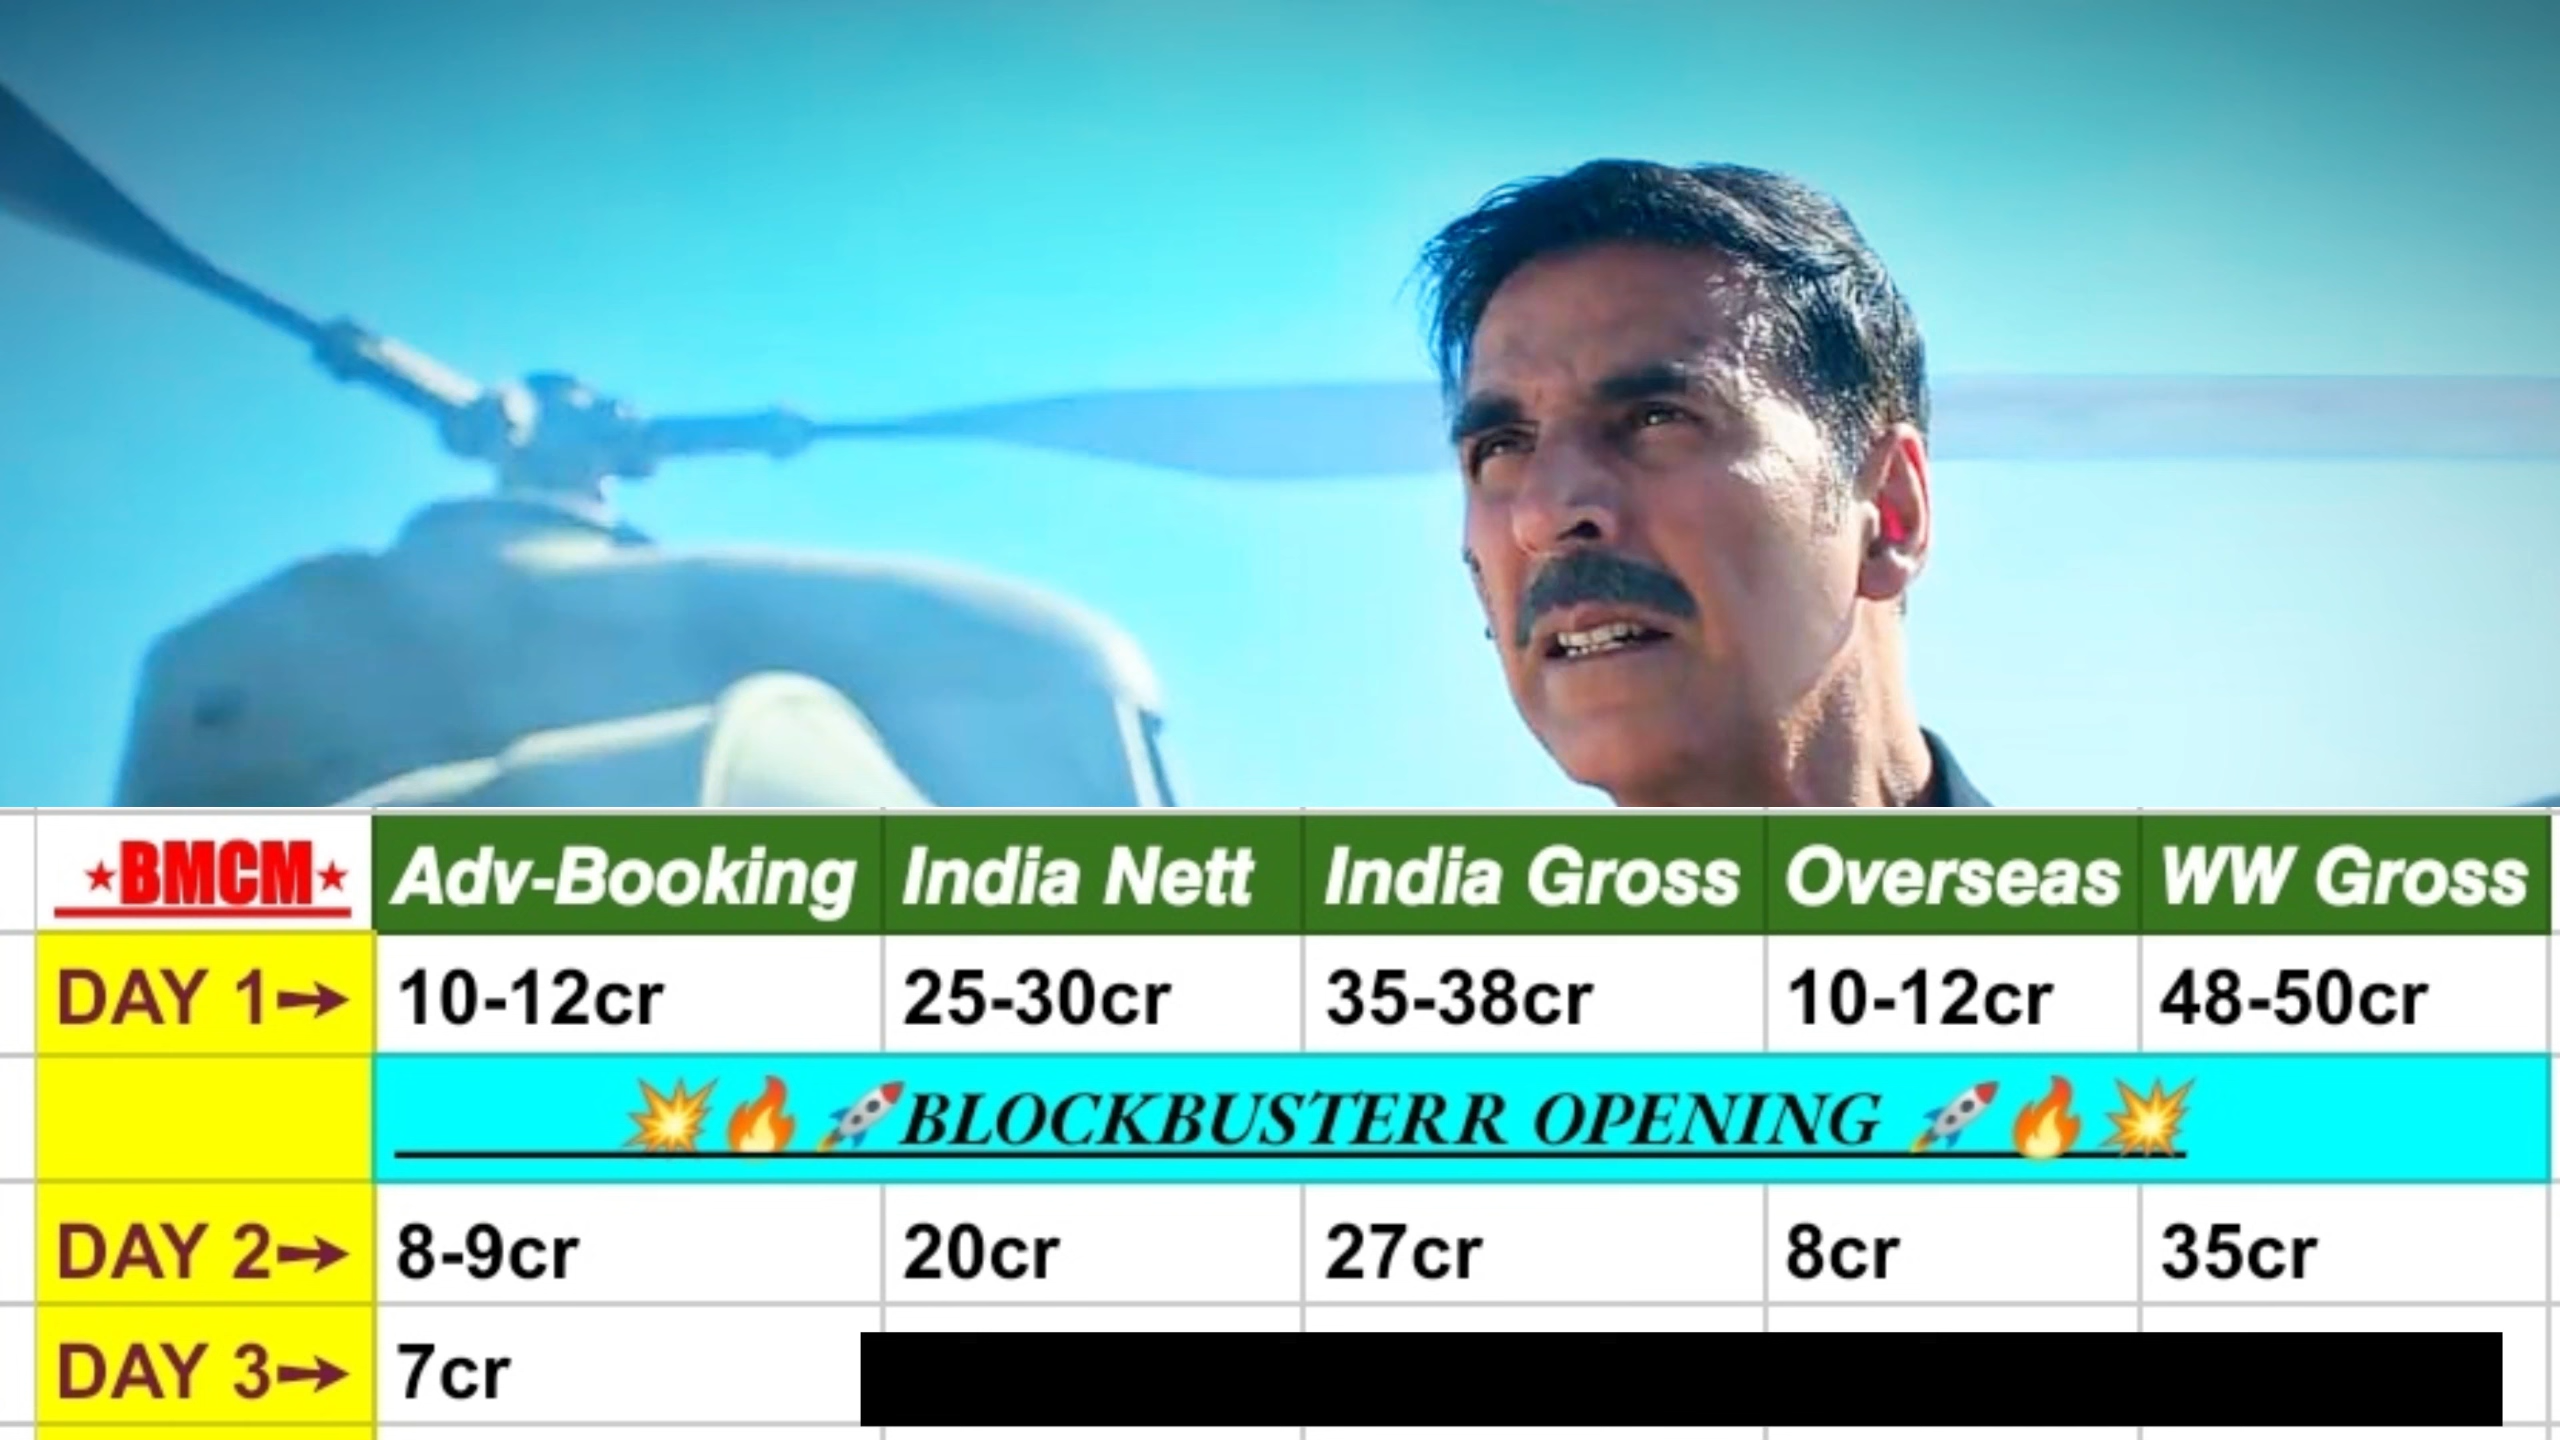 ★BMCM★ Adv-Booking India Nett India Gross Overseas WW Gross
DAY 1→ 10-12cr 25-30cr 35-38cr 10-12cr 48-50cr
💥🔥🚀BLOCKBUSTERR OPENING 🚀🔥💥
DAY 2→ 8-9cr 20cr 27cr 8cr 35cr
DAY 3→ 7cr